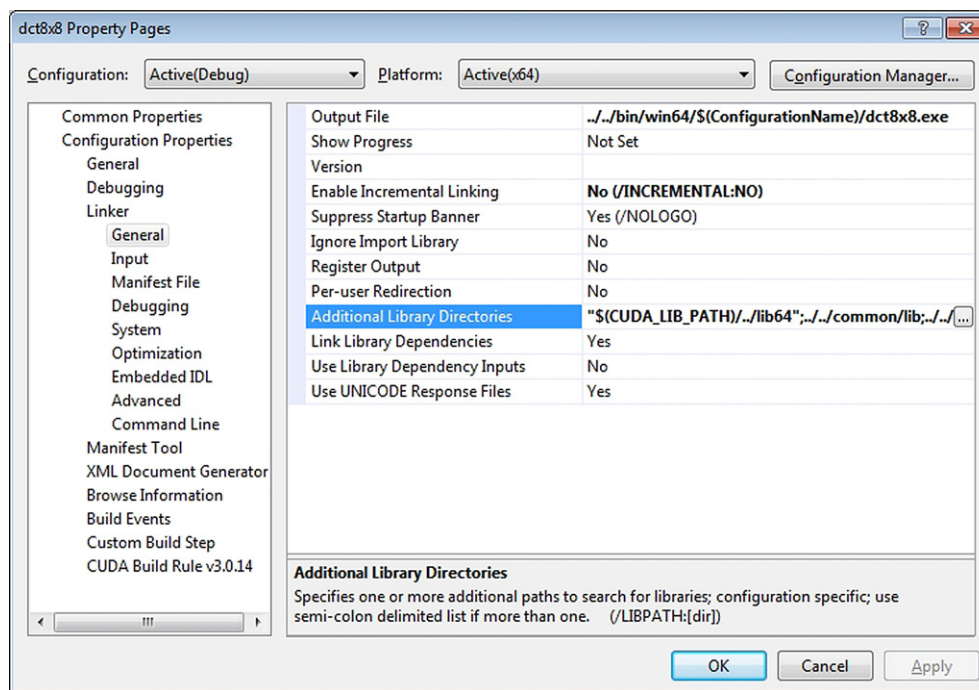 dct8x8 Property Pages
Configuration: Active(Debug) Platform: Active(x64) Configuration Manager...
Common Properties
Configuration Properties
General
Debugging
Linker
General
Input
Manifest File
Debugging
System
Optimization
Embedded IDL
Advanced
Command Line
Manifest Tool
XML Document Generator
Browse Information
Build Events
Custom Build Step
CUDA Build Rule v3.0.14
Output File ../../bin/win64/$(ConfigurationName)/dct8x8.exe
Show Progress Not Set
Version
Enable Incremental Linking No (/INCREMENTAL:NO)
Suppress Startup Banner Yes (/NOLOGO)
Ignore Import Library No
Register Output No
Per-user Redirection No
Additional Library Directories "$(CUDA_LIB_PATH)/../lib64";../../common/lib;../../ ...
Link Library Dependencies Yes
Use Library Dependency Inputs No
Use UNICODE Response Files Yes
Additional Library Directories
Specifies one or more additional paths to search for libraries; configuration specific; use
semi-colon delimited list if more than one. (/LIBPATH:[dir])
OK Cancel Apply